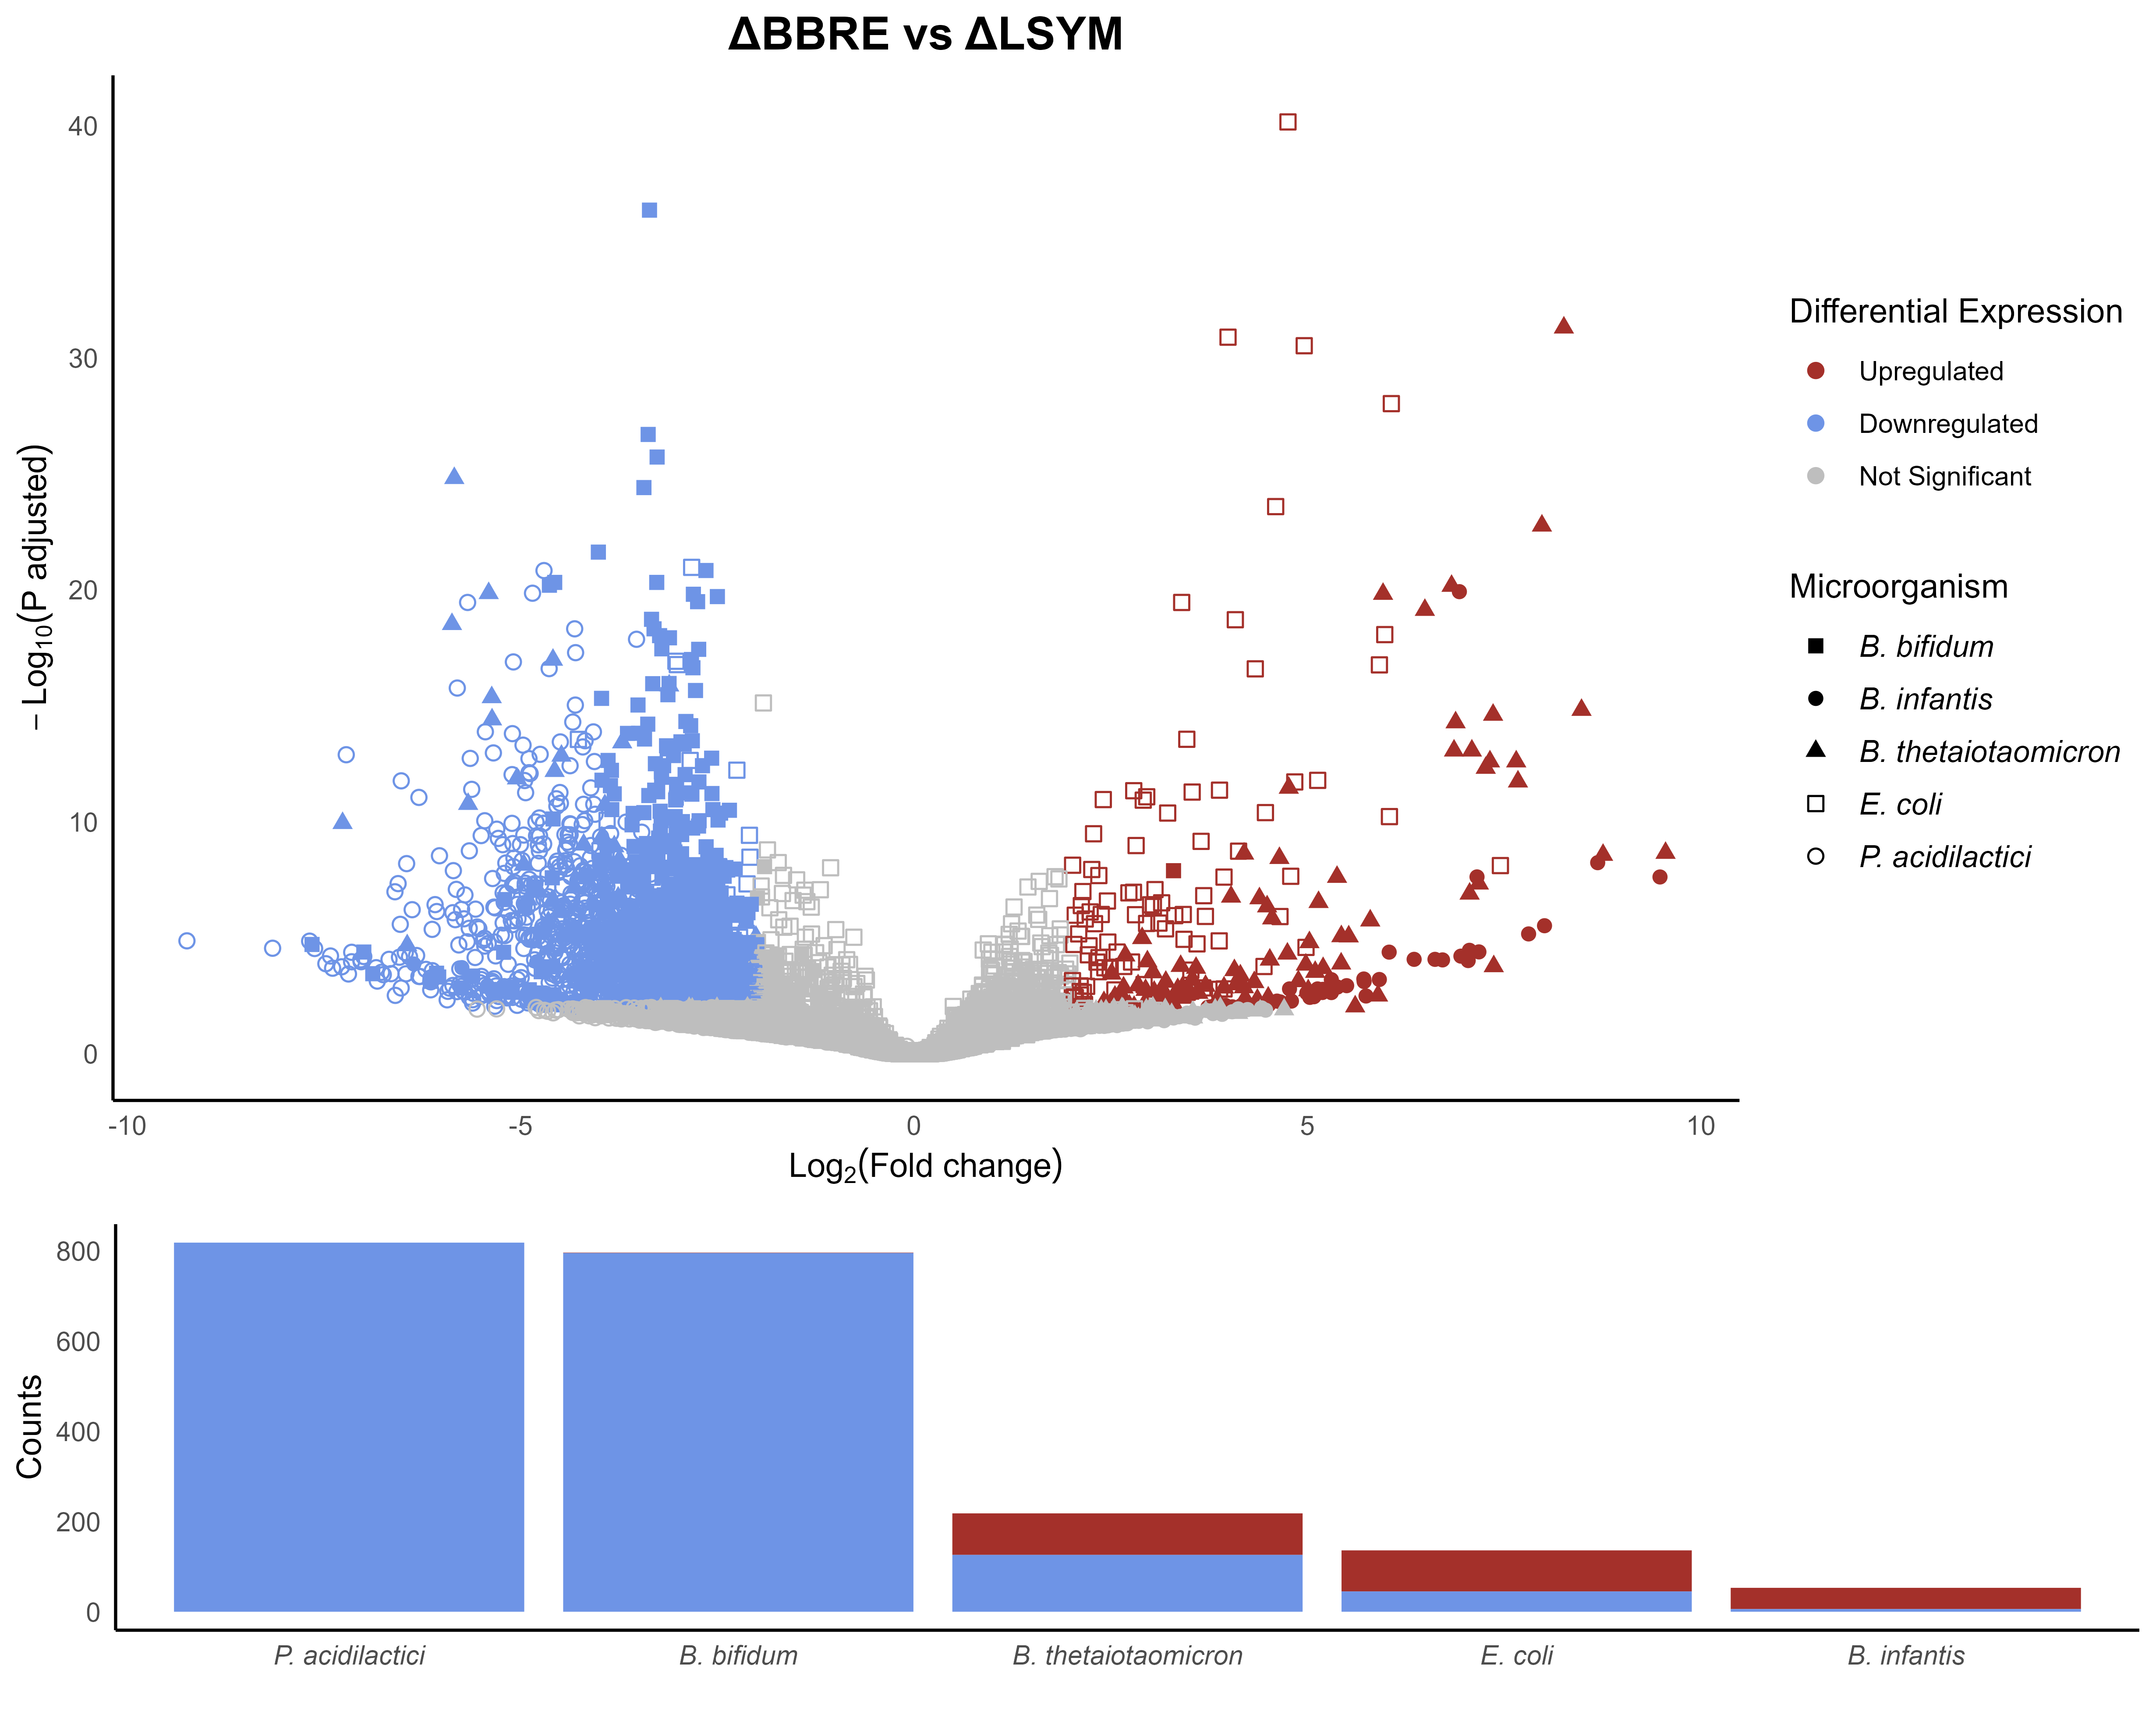 ΔBBRE vs ΔLSYM
− Log10(P adjusted)
40
30
20
10
0
-10 -5 0 5 10
Log2(Fold change)
Differential Expression
Upregulated
Downregulated
Not Significant
Microorganism
B. bifidum
B. infantis
B. thetaiotaomicron
E. coli
P. acidilactici
Counts
800
600
400
200
0
P. acidilactici B. bifidum B. thetaiotaomicron E. coli B. infantis